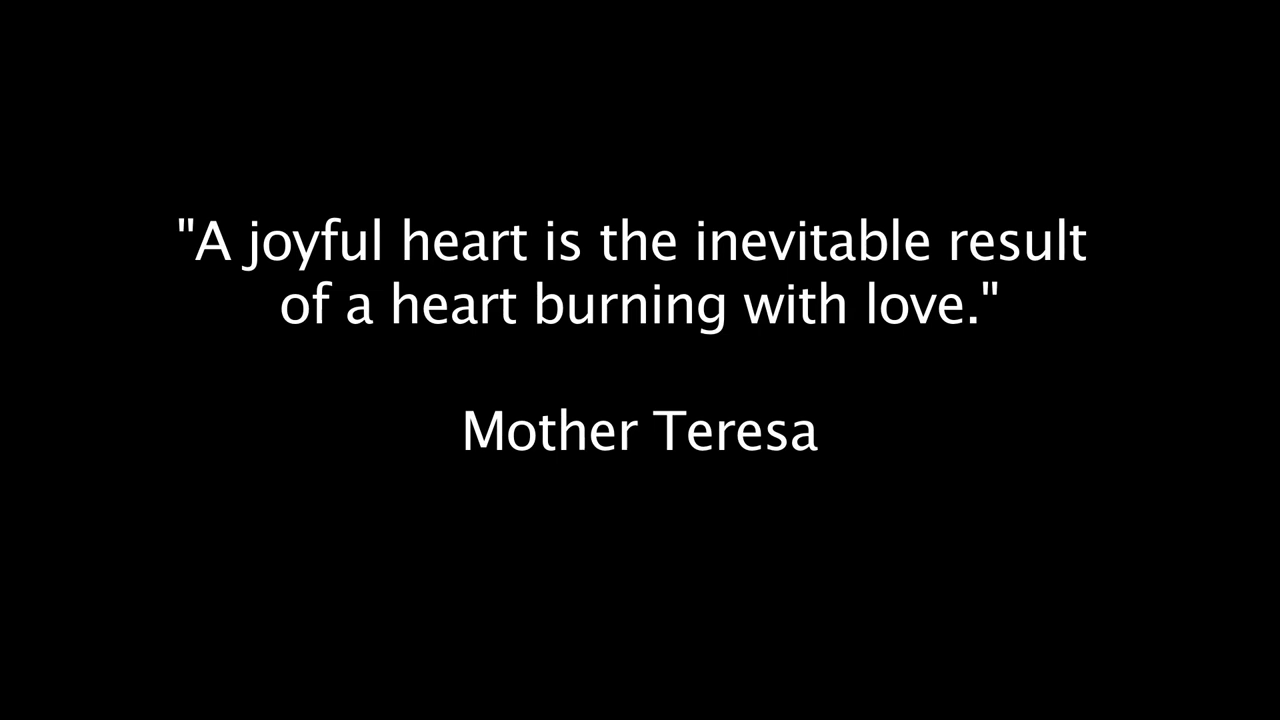 "A joyful heart is the inevitable result
of a heart burning with love."
Mother Teresa